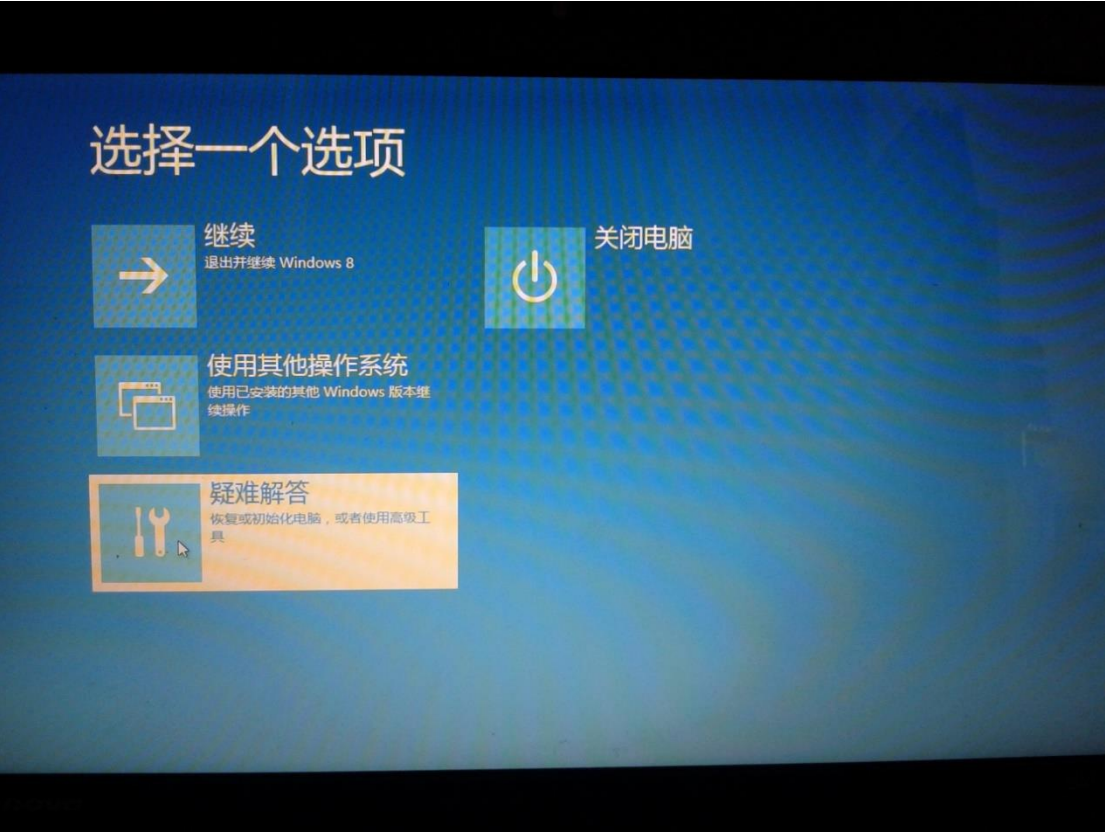 选择一个选项
继续
退出并继续 Windows 8
关闭电脑
使用其他操作系统
使用已安装的其他 Windows 版本继
续操作
疑难解答
恢复或初始化电脑，或者使用高级工
具